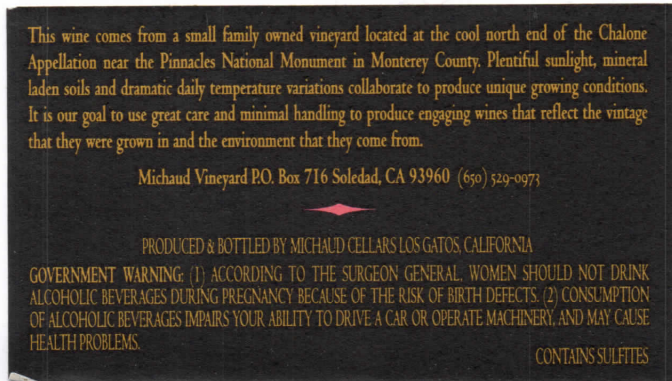 This wine comes from a small family owned vineyard located at the cool north end of the Chalone
Appellation near the Pinnacles National Monument in Monterey County. Plentiful sunlight, mineral
laden soils and dramatic daily temperature variations collaborate to produce unique growing conditions.
It is our goal to use great care and minimal handling to produce engaging wines that reflect the vintage
that they were grown in and the environment that they come from.
Michaud Vineyard P.O. Box 716 Soledad, CA 93960 (650) 529-0973
PRODUCED & BOTTLED BY MICHAUD CELLARS LOS GATOS, CALIFORNIA
GOVERNMENT WARNING: (1) ACCORDING TO THE SURGEON GENERAL, WOMEN SHOULD NOT DRINK
ALCOHOLIC BEVERAGES DURING PREGNANCY BECAUSE OF THE RISK OF BIRTH DEFECTS. (2) CONSUMPTION
OF ALCOHOLIC BEVERAGES IMPAIRS YOUR ABILITY TO DRIVE A CAR OR OPERATE MACHINERY, AND MAY CAUSE
HEALTH PROBLEMS.
CONTAINS SULFITES